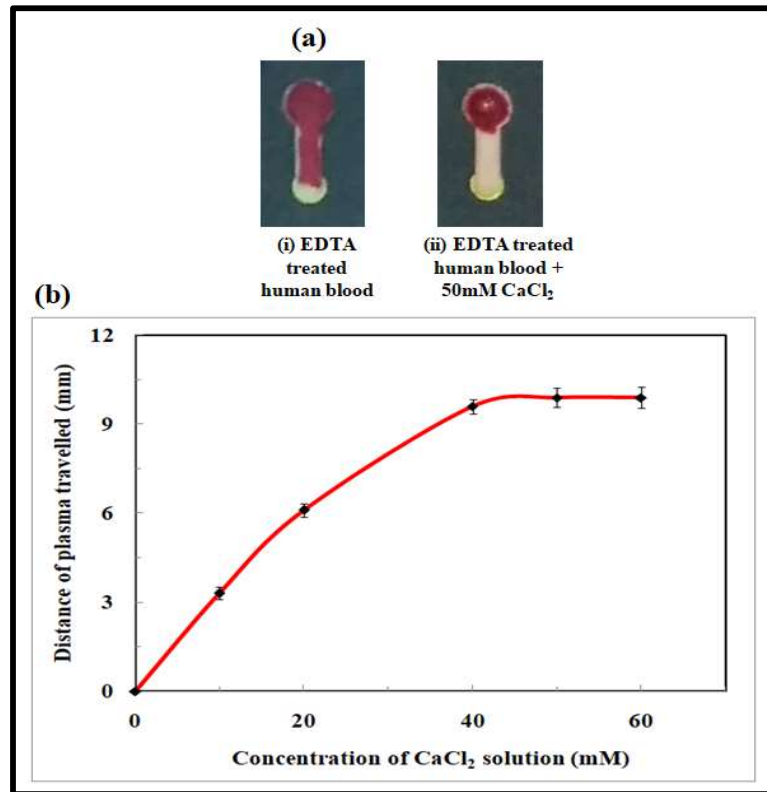 (a)
(i) EDTA
treated
human blood
(ii) EDTA treated
human blood +
50mM CaCl₂
(b)
12
9
6
3
0
Distance of plasma travelled (mm)
0 20 40 60
Concentration of CaCl₂ solution (mM)